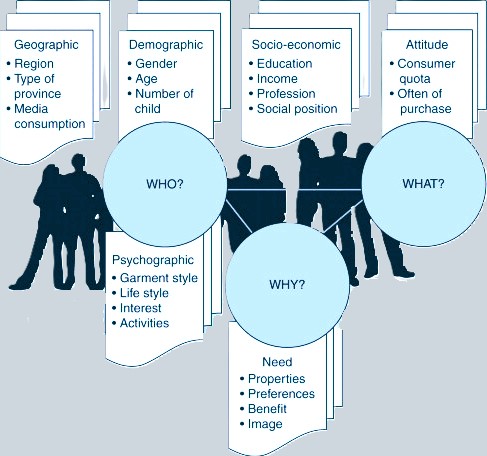 Geographic
• Region
• Type of
province
• Media
consumption
Demographic
• Gender
• Age
• Number of
child
Socio-economic
• Education
• Income
• Profession
• Social position
Attitude
• Consumer
quota
• Often of
purchase
WHO?
WHAT?
WHY?
Psychographic
• Garment style
• Life style
• Interest
• Activities
Need
• Properties
• Preferences
• Benefit
• Image